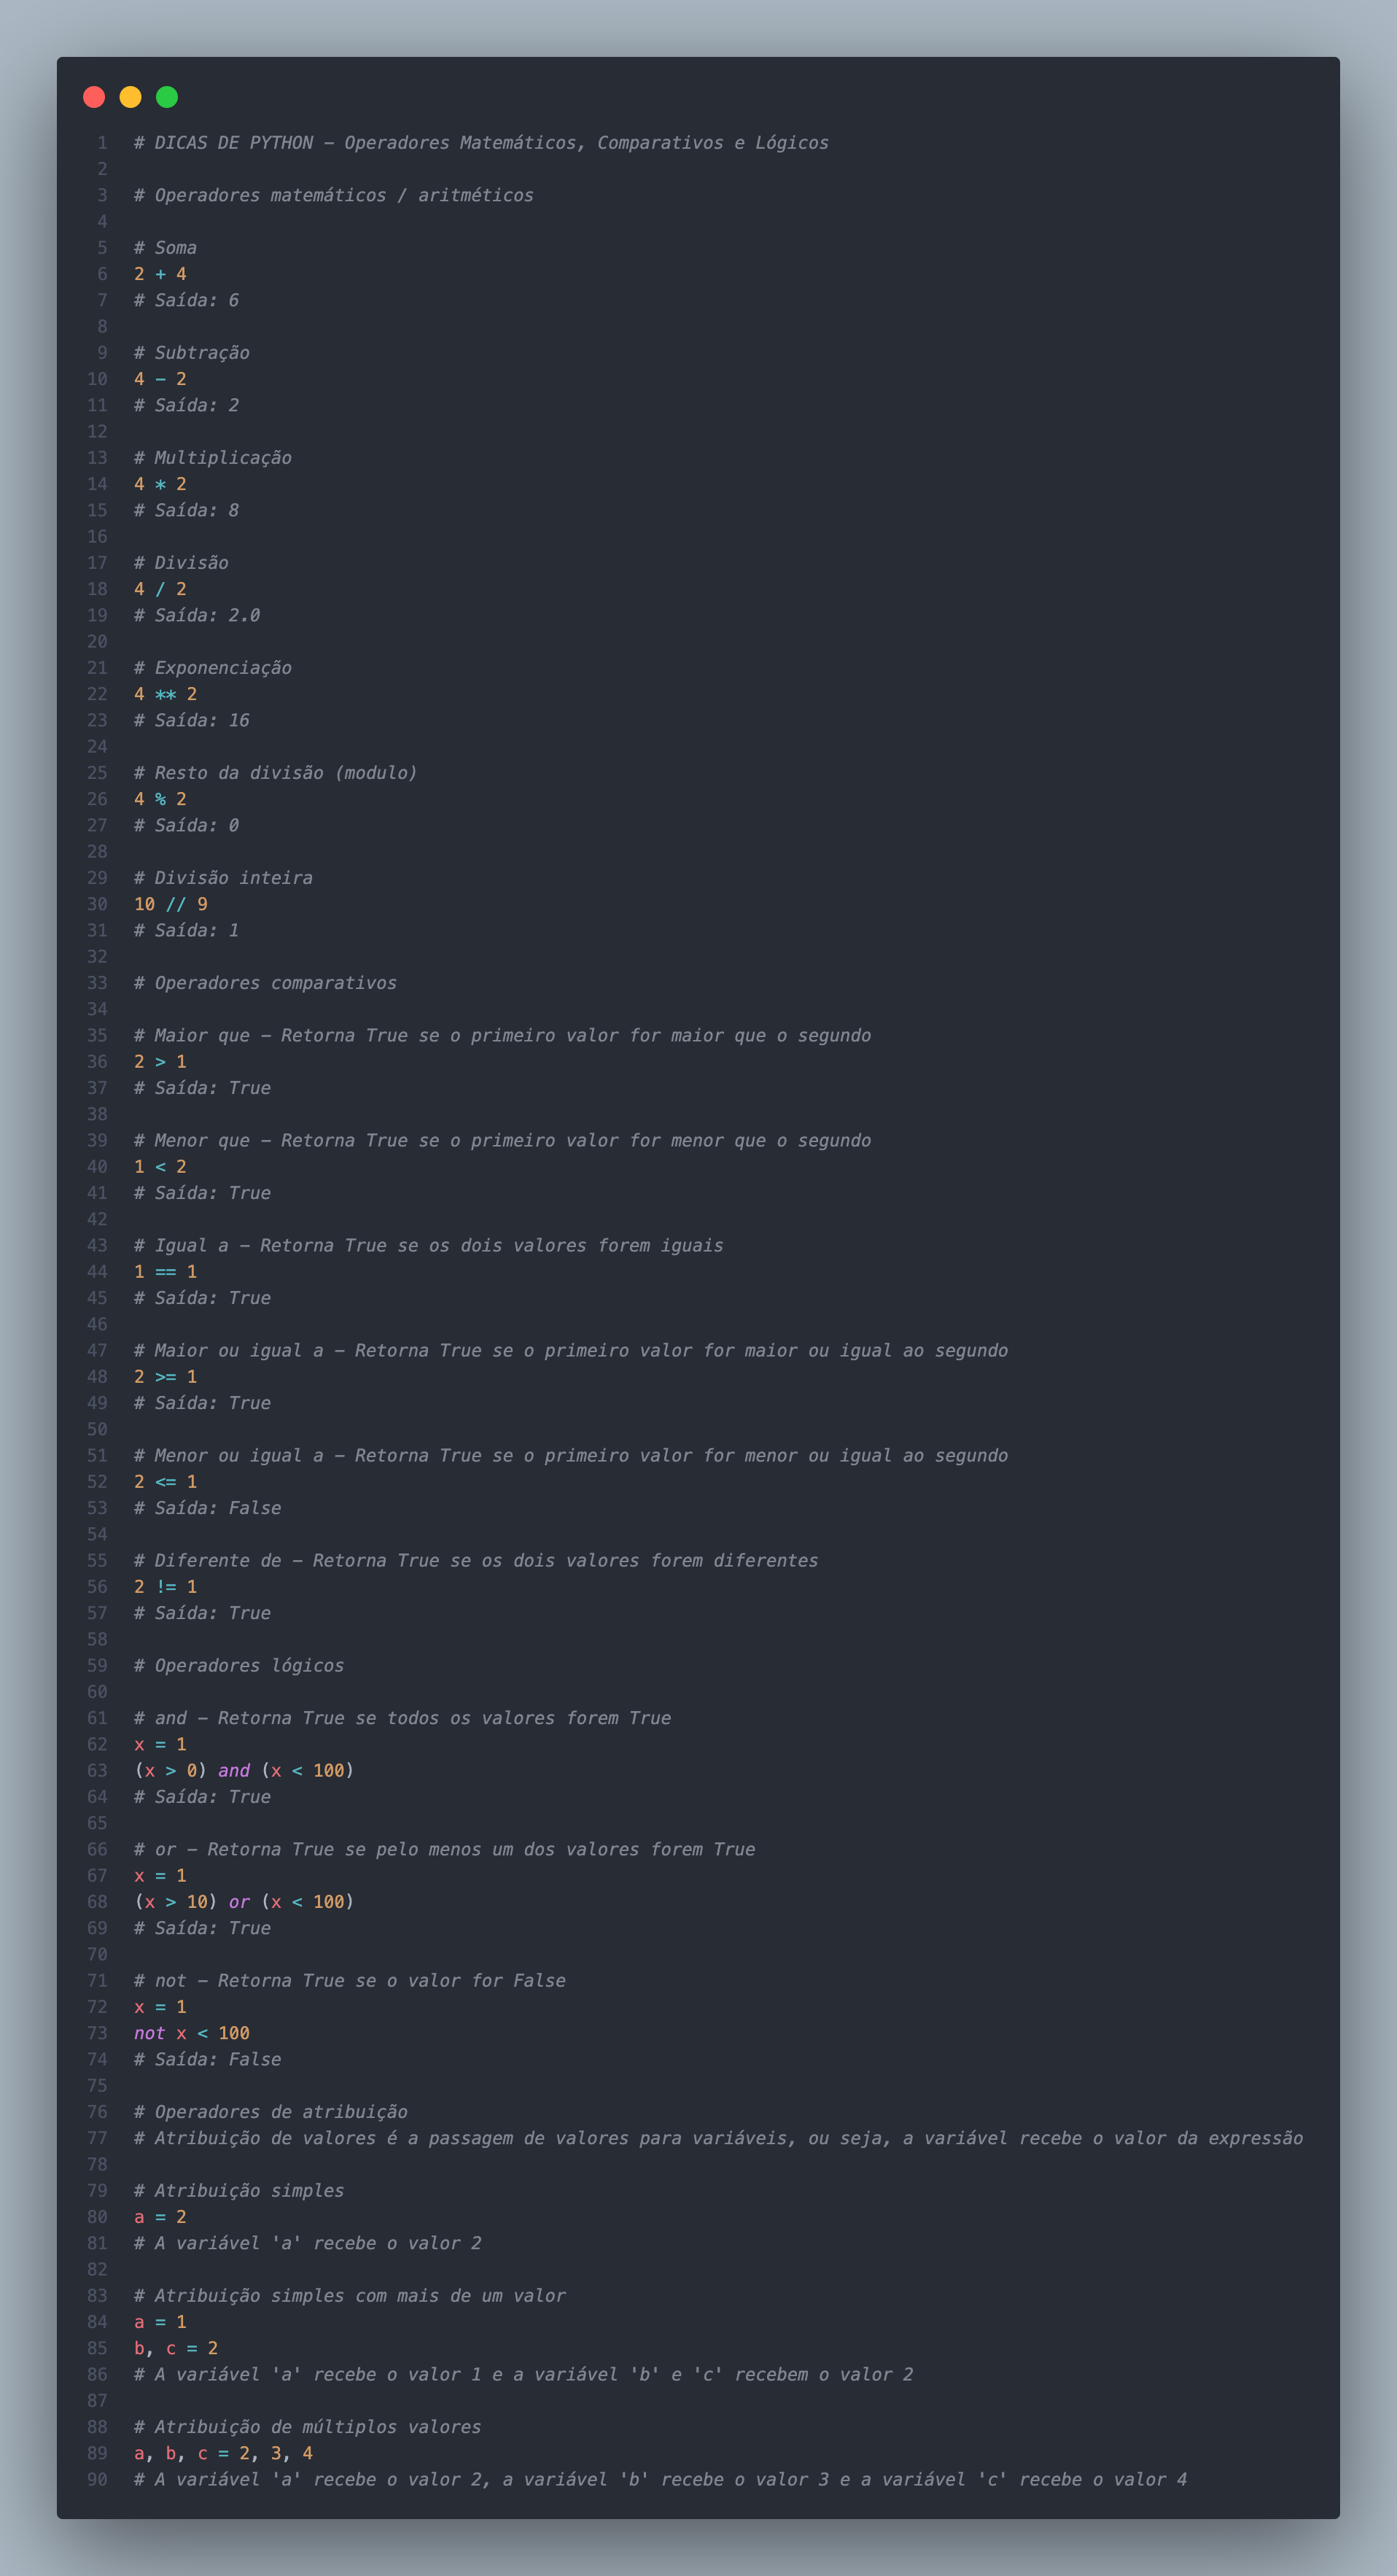 1 # DICAS DE PYTHON - Operadores Matemáticos, Comparativos e Lógicos
2
3 # Operadores matemáticos / aritméticos
4
5 # Soma
6 2 + 4
7 # Saída: 6
8
9 # Subtração
10 4 - 2
11 # Saída: 2
12
13 # Multiplicação
14 4 * 2
15 # Saída: 8
16
17 # Divisão
18 4 / 2
19 # Saída: 2.0
20
21 # Exponenciação
22 4 ** 2
23 # Saída: 16
24
25 # Resto da divisão (modulo)
26 4 % 2
27 # Saída: 0
28
29 # Divisão inteira
30 10 // 9
31 # Saída: 1
32
33 # Operadores comparativos
34
35 # Maior que - Retorna True se o primeiro valor for maior que o segundo
36 2 > 1
37 # Saída: True
38
39 # Menor que - Retorna True se o primeiro valor for menor que o segundo
40 1 < 2
41 # Saída: True
42
43 # Igual a - Retorna True se os dois valores forem iguais
44 1 == 1
45 # Saída: True
46
47 # Maior ou igual a - Retorna True se o primeiro valor for maior ou igual ao segundo
48 2 >= 1
49 # Saída: True
50
51 # Menor ou igual a - Retorna True se o primeiro valor for menor ou igual ao segundo
52 2 <= 1
53 # Saída: False
54
55 # Diferente de - Retorna True se os dois valores forem diferentes
56 2 != 1
57 # Saída: True
58
59 # Operadores lógicos
60
61 # and - Retorna True se todos os valores forem True
62 x = 1
63 (x > 0) and (x < 100)
64 # Saída: True
65
66 # or - Retorna True se pelo menos um dos valores forem True
67 x = 1
68 (x > 10) or (x < 100)
69 # Saída: True
70
71 # not - Retorna True se o valor for False
72 x = 1
73 not x < 100
74 # Saída: False
75
76 # Operadores de atribuição
77 # Atribuição de valores é a passagem de valores para variáveis, ou seja, a variável recebe o valor da expressão
78
79 # Atribuição simples
80 a = 2
81 # A variável 'a' recebe o valor 2
82
83 # Atribuição simples com mais de um valor
84 a = 1
85 b, c = 2
86 # A variável 'a' recebe o valor 1 e a variável 'b' e 'c' recebem o valor 2
87
88 # Atribuição de múltiplos valores
89 a, b, c = 2, 3, 4
90 # A variável 'a' recebe o valor 2, a variável 'b' recebe o valor 3 e a variável 'c' recebe o valor 4